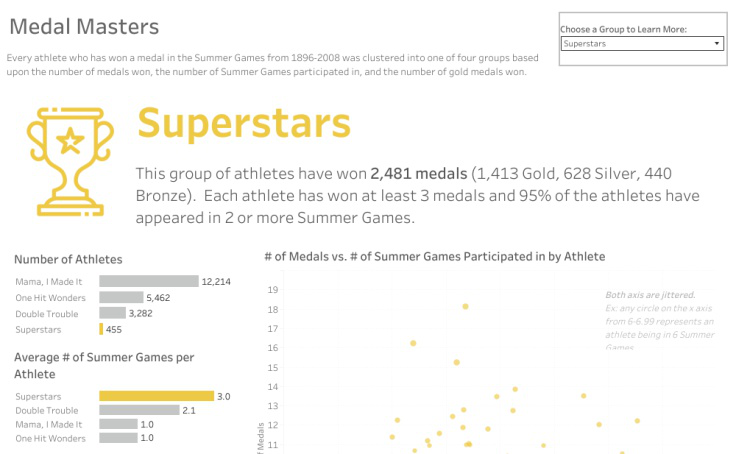 Medal Masters
Choose a Group to Learn More:
Superstars
Every athlete who has won a medal in the Summer Games from 1896-2008 was clustered into one of four groups based
upon the number of medals won, the number of Summer Games participated in, and the number of gold medals won.
Superstars
This group of athletes have won 2,481 medals (1,413 Gold, 628 Silver, 440
Bronze). Each athlete has won at least 3 medals and 95% of the athletes have
appeared in 2 or more Summer Games.
Number of Athletes
Mama, I Made It 12,214
One Hit Wonders 5,462
Double Trouble 3,282
Superstars 455
Average # of Summer Games per
Athlete
Superstars 3.0
Double Trouble 2.1
Mama, I Made It 1.0
One Hit Wonders 1.0
# of Medals vs. # of Summer Games Participated in by Athlete
19
18
17
16
15
14
13
12
11
f Medals
Both axis are jittered.
Ex: any circle on the x axis
from 6-6.99 represents an
athlete being in 6 Summer
Games